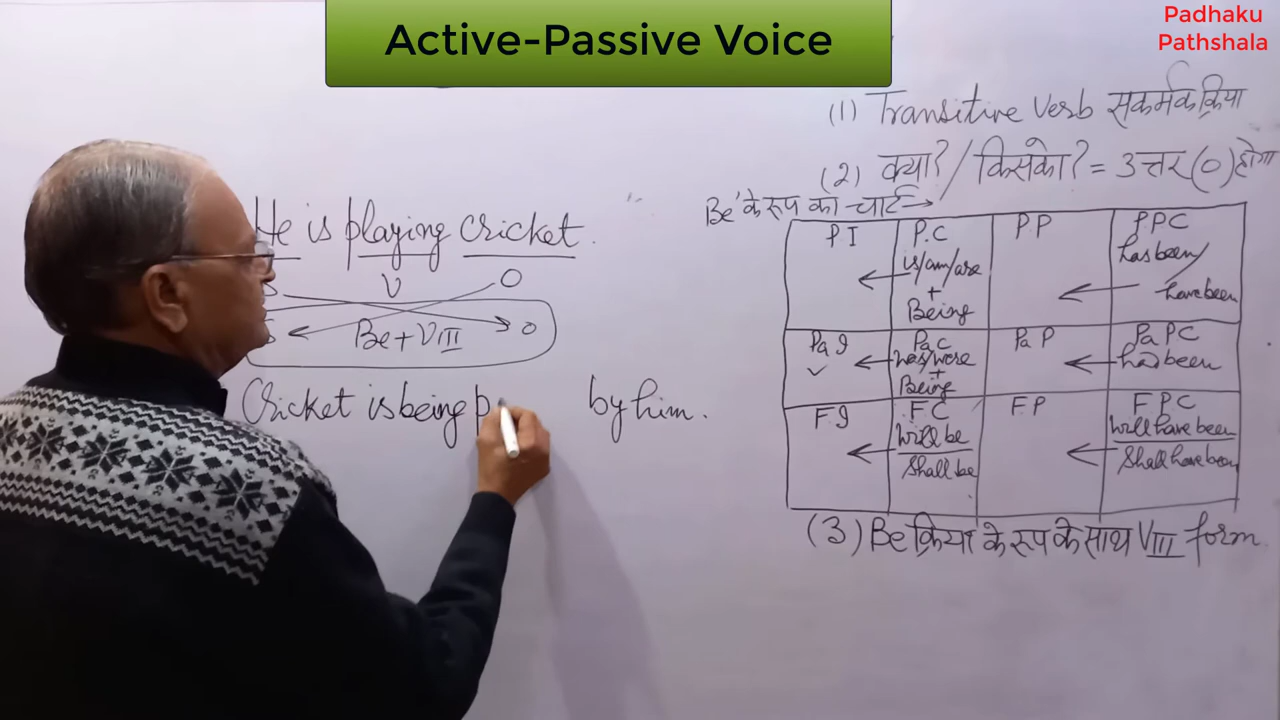 Active-Passive Voice
Padhaku
Pathshala
(1) Transitive Verb सकर्मक क्रिया
(2) क्या? / किसको? = उत्तर (O) होगा
Be' के रूप का चार्ट →
He is playing cricket.
V O
Be + VIII O
Cricket is being p by him.
P I P.C P.P P P C
is/am/are has been/
+ have been
Being
Pa I Pa C Pa P Pa PC
was/were had been
+
Being
F.I F C F.P F P C
will be will have been
shall be shall have been
(3) Be क्रिया के रूप के साथ VIII form